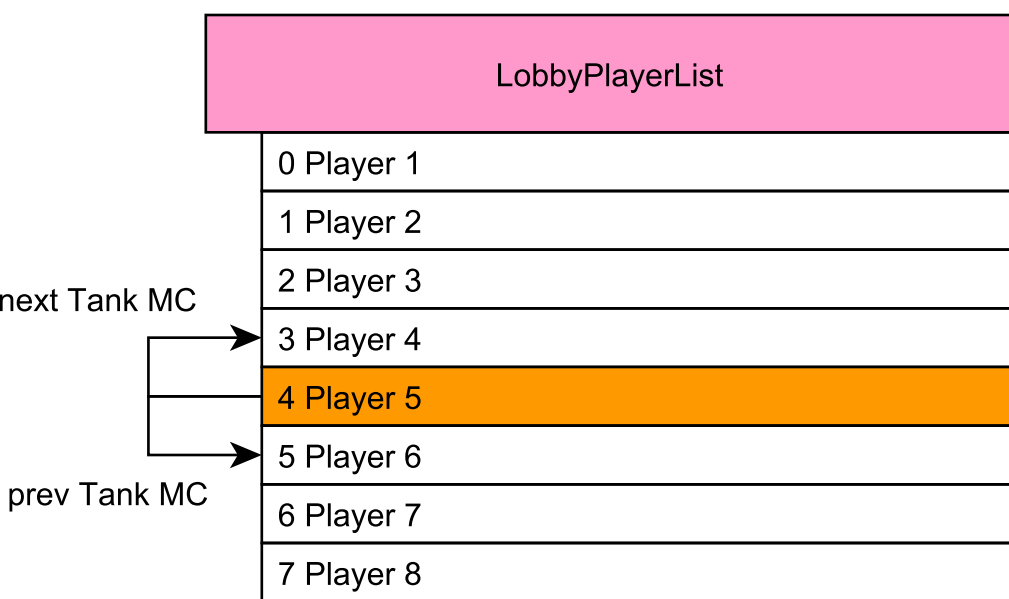 LobbyPlayerList
0 Player 1
1 Player 2
2 Player 3
next Tank MC
3 Player 4
4 Player 5
5 Player 6
prev Tank MC
6 Player 7
7 Player 8